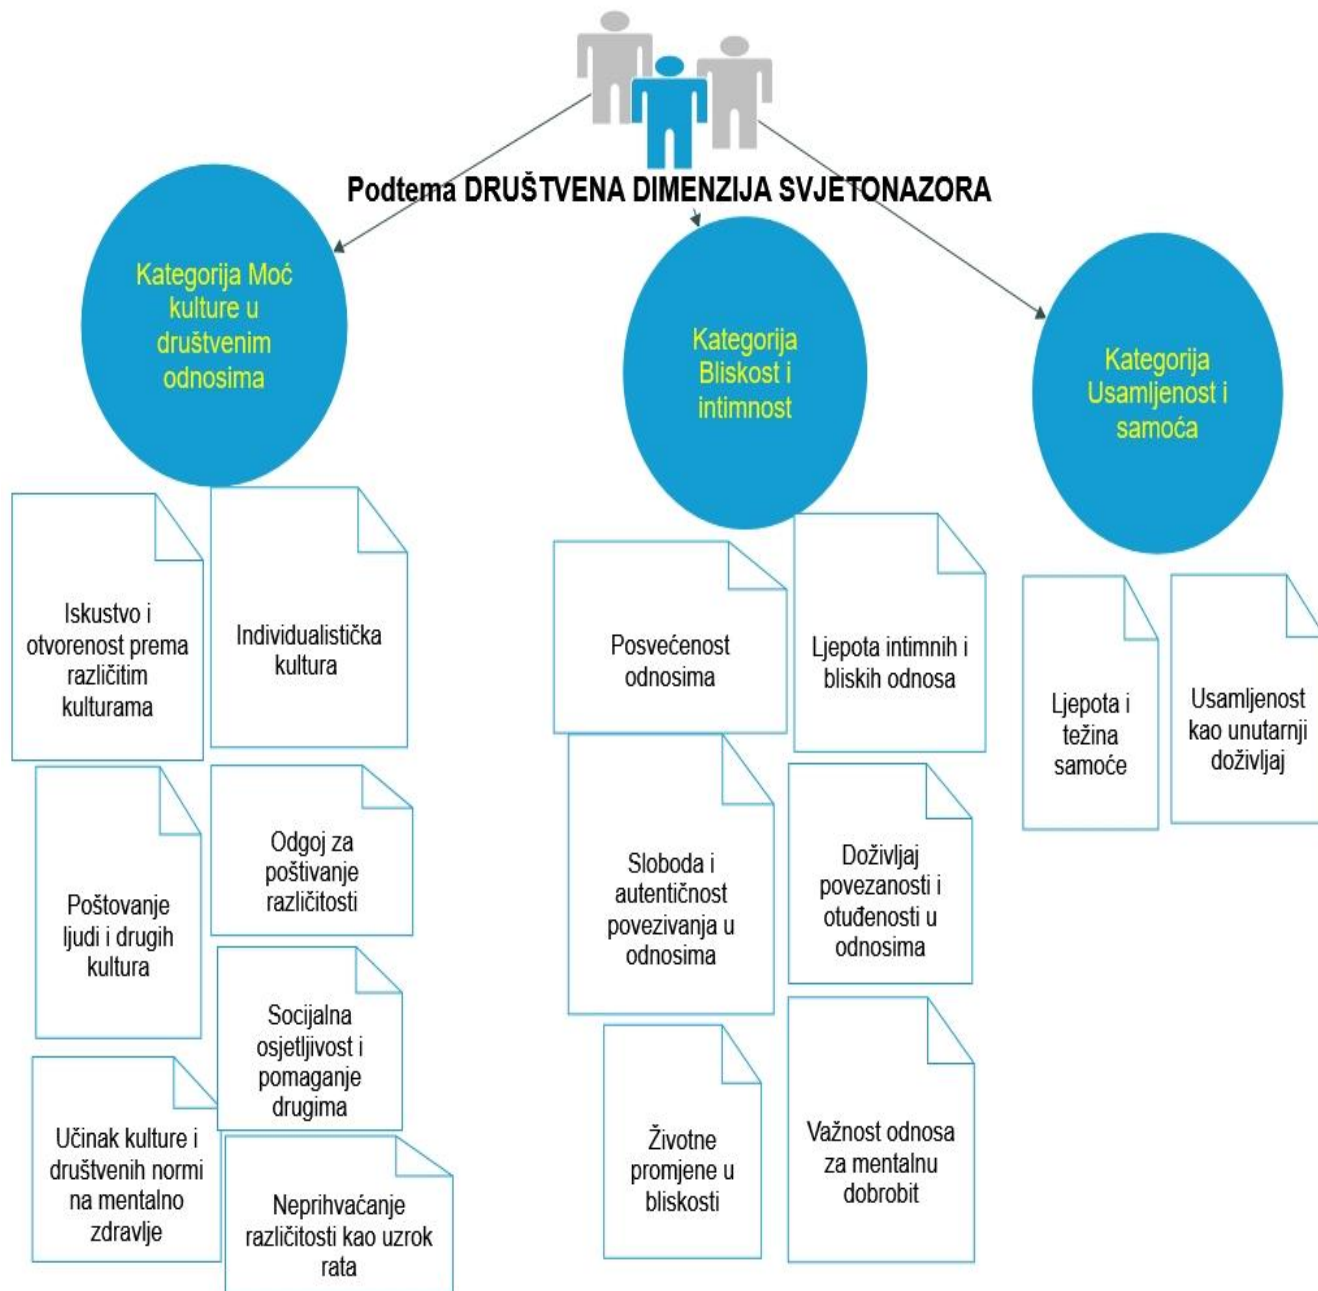 Podtema DRUŠTVENA DIMENZIJA SVJETONAZORA
Kategorija Moć
kulture u
društvenim
odnosima
Iskustvo i
otvorenost prema
različitim
kulturama
Individualistička
kultura
Poštovanje
ljudi i drugih
kultura
Odgoj za
poštivanje
različitosti
Socijalna
osjetljivost i
pomaganje
drugima
Učinak kulture i
društvenih normi
na mentalno
zdravlje
Neprihvaćanje
različitosti kao uzrok
rata
Kategorija
Bliskost i
intimnost
Posvećenost
odnosima
Ljepota intimnih i
bliskih odnosa
Sloboda i
autentičnost
povezivanja u
odnosima
Doživljaj
povezanosti i
otuđenosti u
odnosima
Životne
promjene u
bliskosti
Važnost odnosa
za mentalnu
dobrobit
Kategorija
Usamljenost i
samoća
Ljepota i
težina
samoće
Usamljenost
kao unutarnji
doživljaj